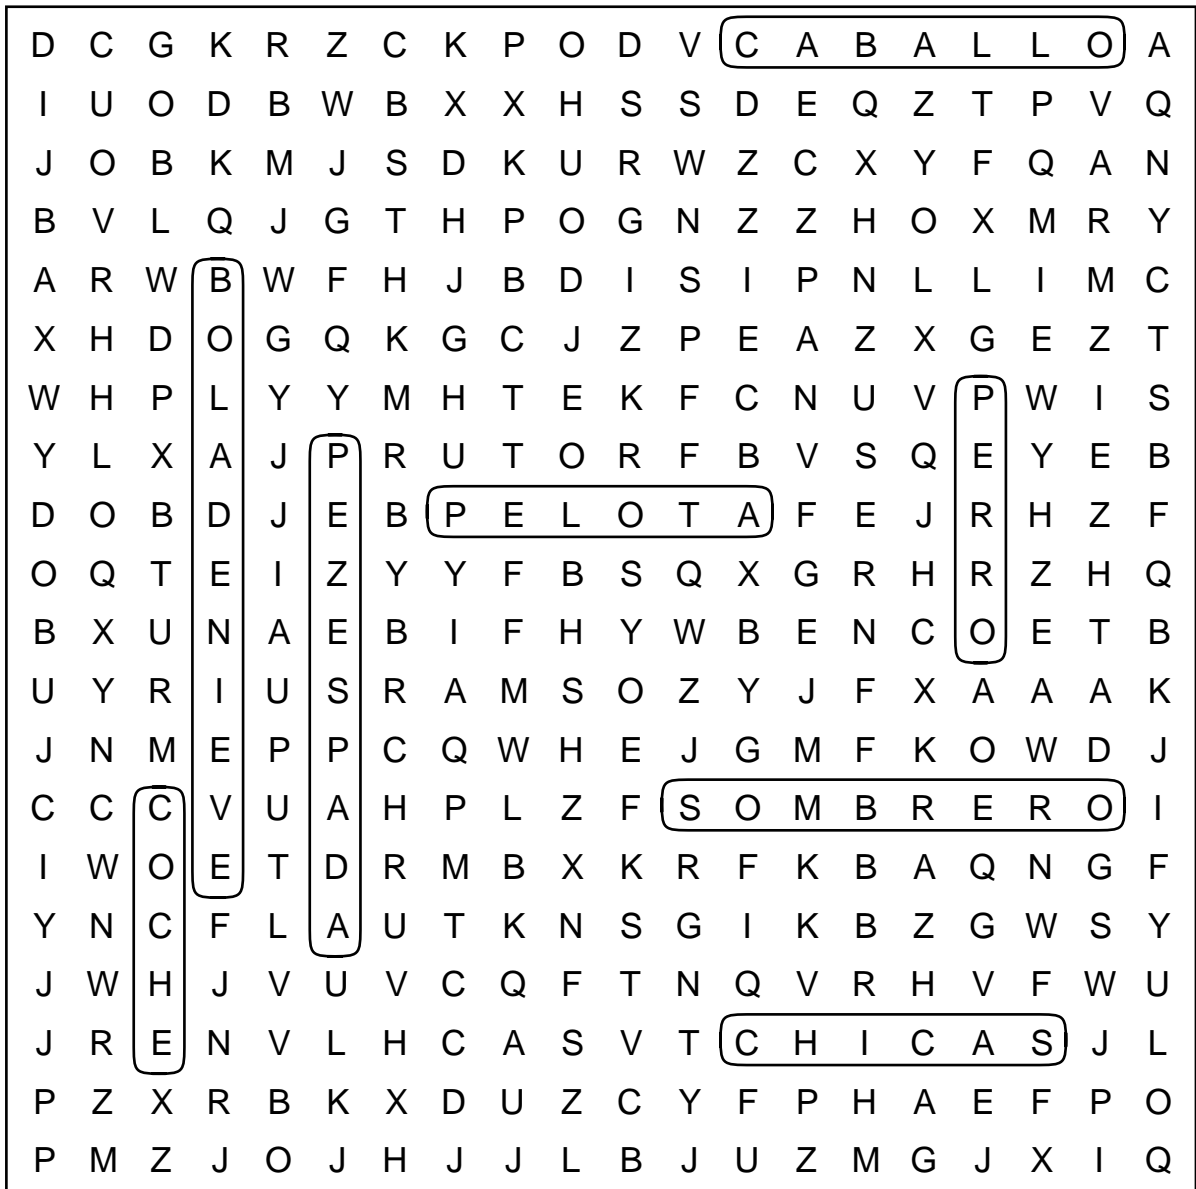 D C G K R Z C K P O D V C A B A L L O A
I U O D B W B X X H S S D E Q Z T P V Q
J O B K M J S D K U R W Z C X Y F Q A N
B V L Q J G T H P O G N Z Z H O X M R Y
A R W B W F H J B D I S I P N L L I M C
X H D O G Q K G C J Z P E A Z X G E Z T
W H P L Y Y M H T E K F C N U V P W I S
Y L X A J P R U T O R F B V S Q E Y E B
D O B D J E B P E L O T A F E J R H Z F
O Q T E I Z Y Y F B S Q X G R H R Z H Q
B X U N A E B I F H Y W B E N C O E T B
U Y R I U S R A M S O Z Y J F X A A A K
J N M E P P C Q W H E J G M F K O W D J
C C C V U A H P L Z F S O M B R E R O I
I W O E T D R M B X K R F K B A Q N G F
Y N C F L A U T K N S G I K B Z G W S Y
J W H J V U V C Q F T N Q V R H V F W U
J R E N V L H C A S V T C H I C A S J L
P Z X R B K X D U Z C Y F P H A E F P O
P M Z J O J H J J L B J U Z M G J X I Q